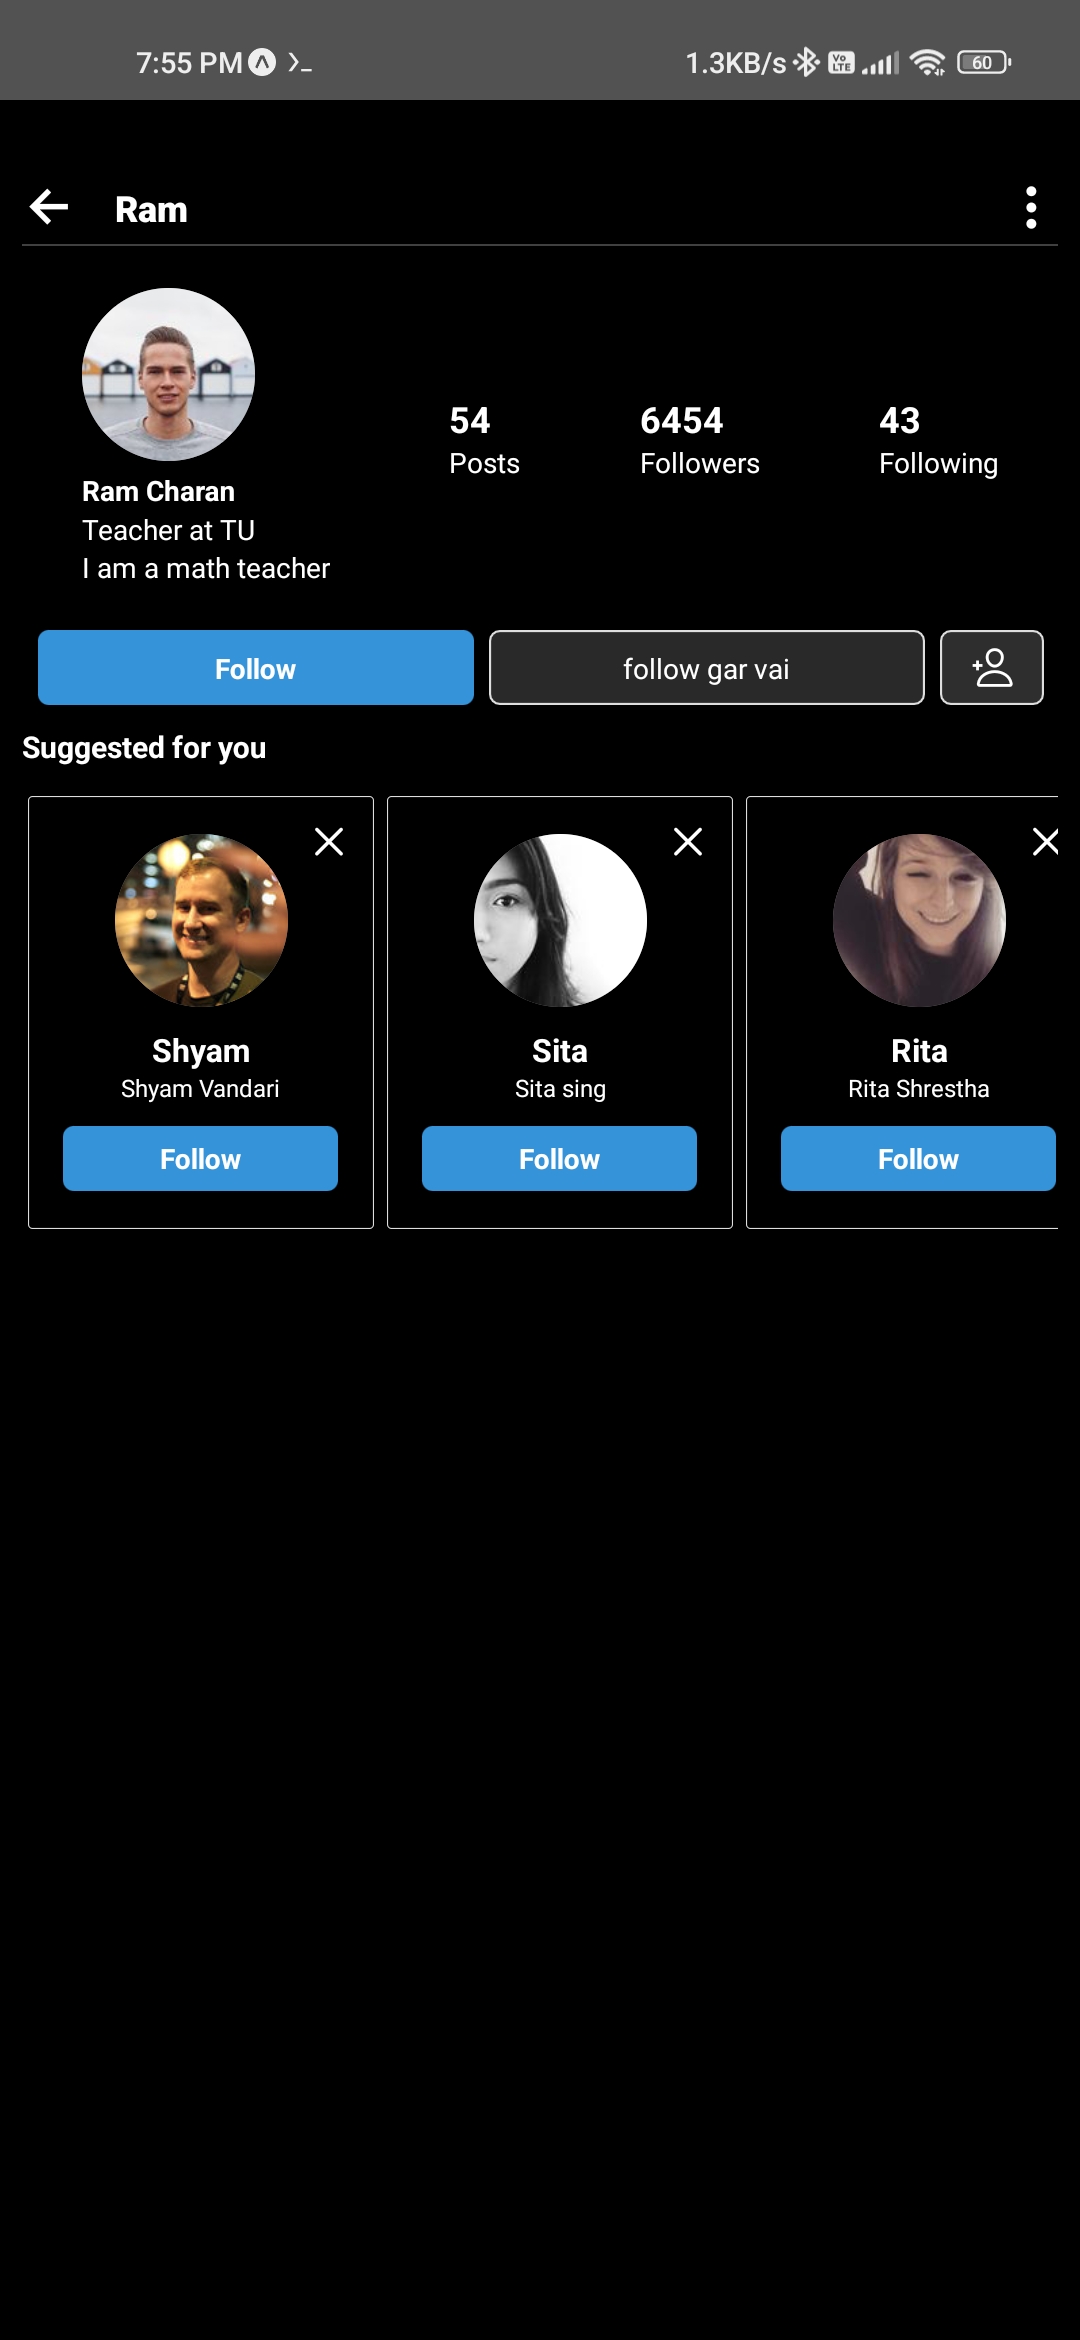 7:55 PM 1.3KB/s Vo LTE 60
Ram
54 6454 43
Posts Followers Following
Ram Charan
Teacher at TU
I am a math teacher
Follow follow gar vai
Suggested for you
Shyam Sita Rita
Shyam Vandari Sita sing Rita Shrestha
Follow Follow Follow